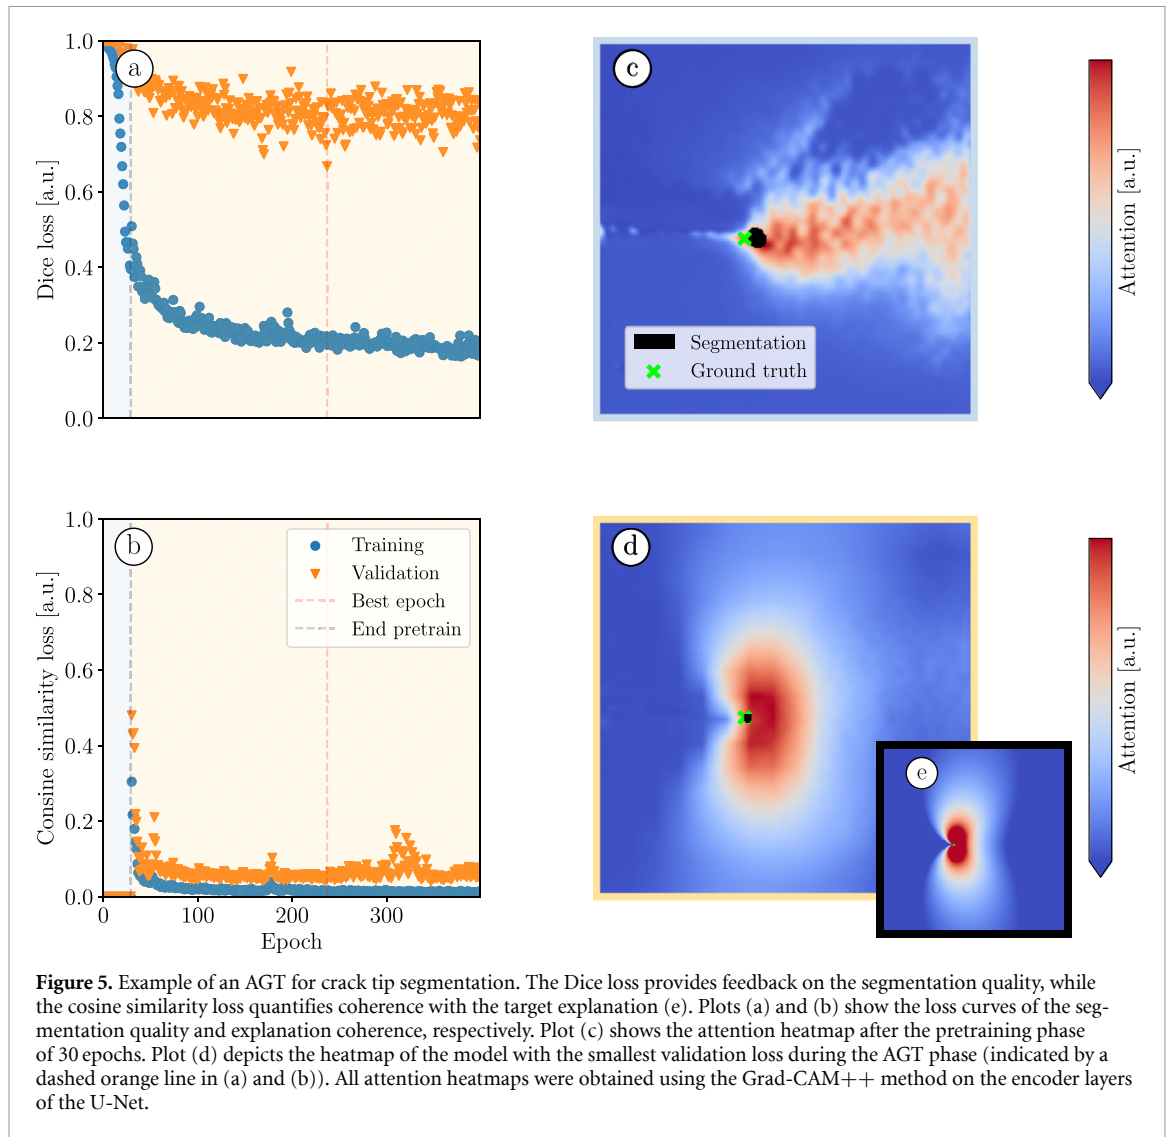 1.0
0.8
0.6
0.4
0.2
0.0
Dice loss [a.u.]
a
c
Segmentation
Ground truth
Attention [a.u.]
1.0
0.8
0.6
0.4
0.2
0.0
Consine similarity loss [a.u.]
b
Training
Validation
Best epoch
End pretrain
0
100
200
300
Epoch
d
e
Attention [a.u.]
Figure 5. Example of an AGT for crack tip segmentation. The Dice loss provides feedback on the segmentation quality, while
the cosine similarity loss quantifies coherence with the target explanation (e). Plots (a) and (b) show the loss curves of the seg-
mentation quality and explanation coherence, respectively. Plot (c) shows the attention heatmap after the pretraining phase
of 30 epochs. Plot (d) depicts the heatmap of the model with the smallest validation loss during the AGT phase (indicated by a
dashed orange line in (a) and (b)). All attention heatmaps were obtained using the Grad-CAM++ method on the encoder layers
of the U-Net.